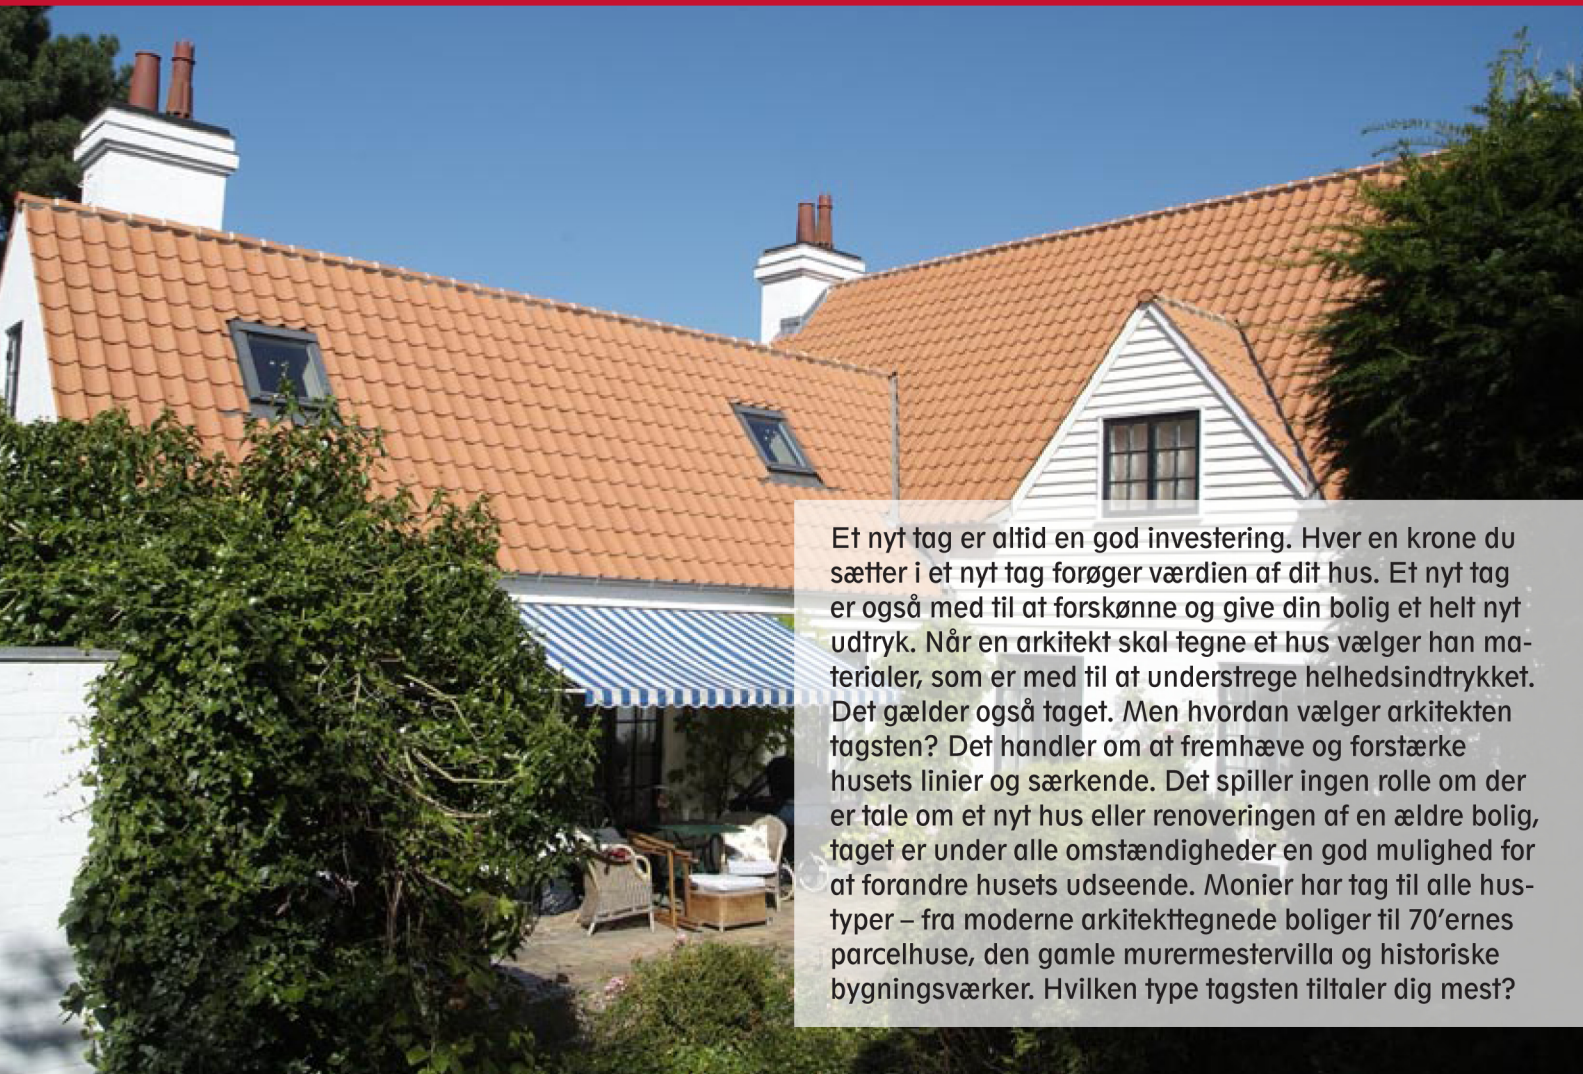 Et nyt tag er altid en god investering. Hver en krone du
sætter i et nyt tag forøger værdien af dit hus. Et nyt tag
er også med til at forskønne og give din bolig et helt nyt
udtryk. Når en arkitekt skal tegne et hus vælger han ma-
terialer, som er med til at understrege helhedsindtrykket.
Det gælder også taget. Men hvordan vælger arkitekten
tagsten? Det handler om at fremhæve og forstærke
husets linier og særkende. Det spiller ingen rolle om der
er tale om et nyt hus eller renoveringen af en ældre bolig,
taget er under alle omstændigheder en god mulighed for
at forandre husets udseende. Monier har tag til alle hus-
typer – fra moderne arkitekttegnede boliger til 70’ernes
parcelhuse, den gamle murermestervilla og historiske
bygningsværker. Hvilken type tagsten tiltaler dig mest?